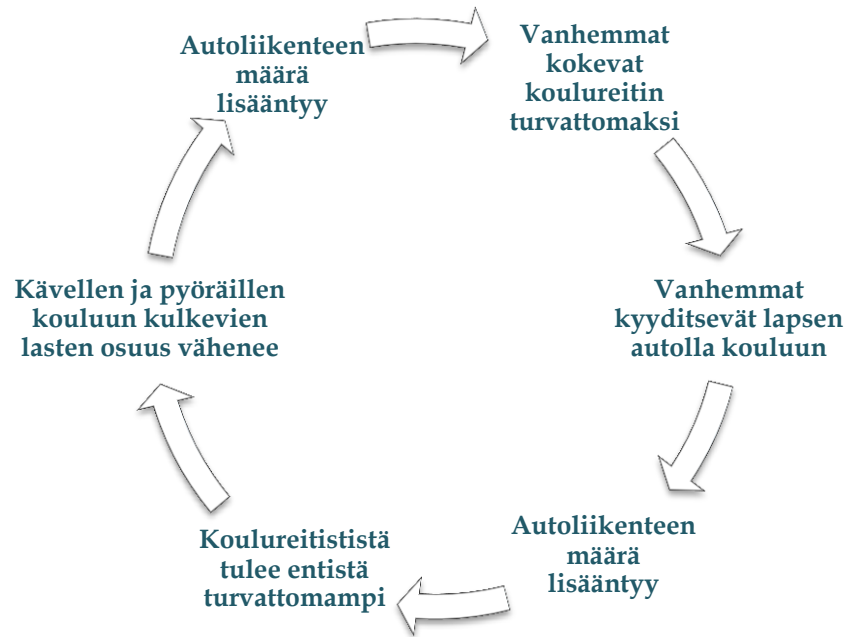 Autoliikenteen
määrä
lisääntyy
Vanhemmat
kokevat
koulureitin
turvattomaksi
Vanhemmat
kyyditsevät lapsen
autolla kouluun
Autoliikenteen
määrä
lisääntyy
Koulureitististä
tulee entistä
turvattomampi
Kävellen ja pyöräillen
kouluun kulkevien
lasten osuus vähenee